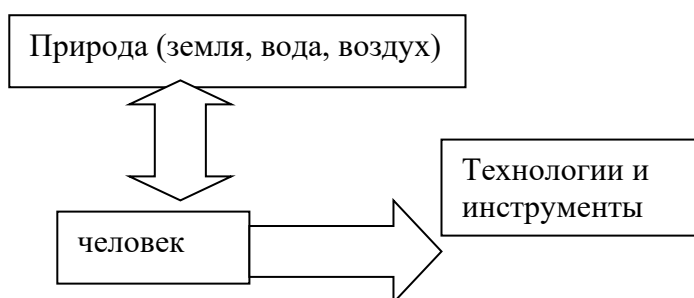 Природа (земля, вода, воздух)
Технологии и
инструменты
человек